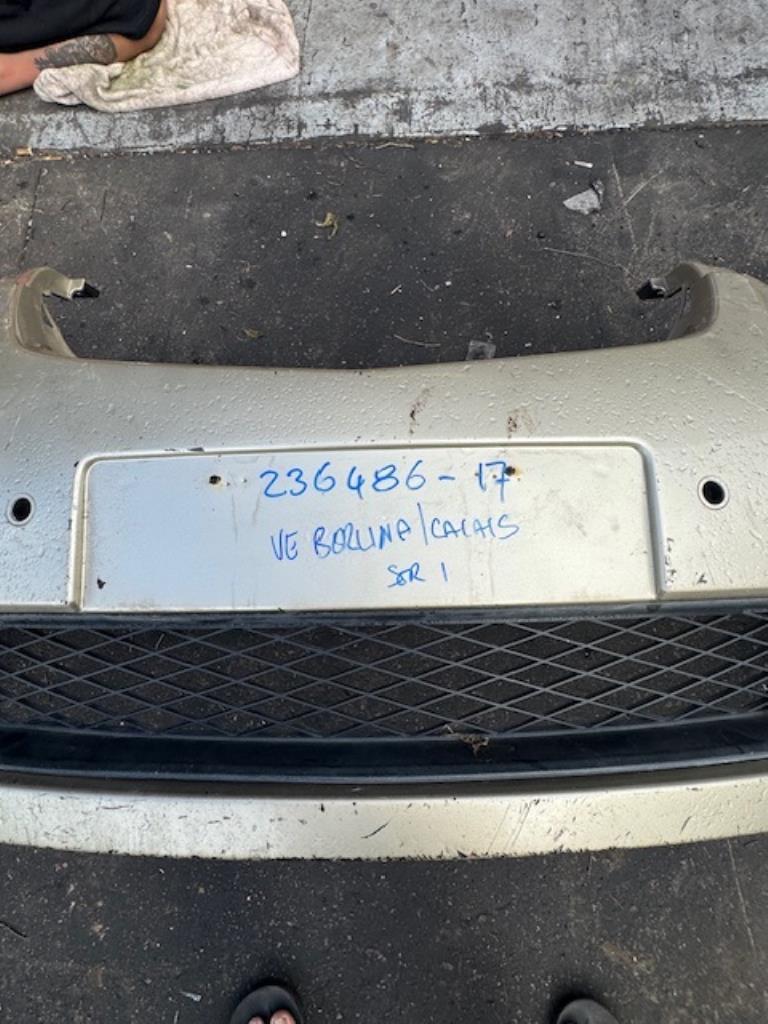 236486-17
VE BERLINA/CALAIS
SER 1